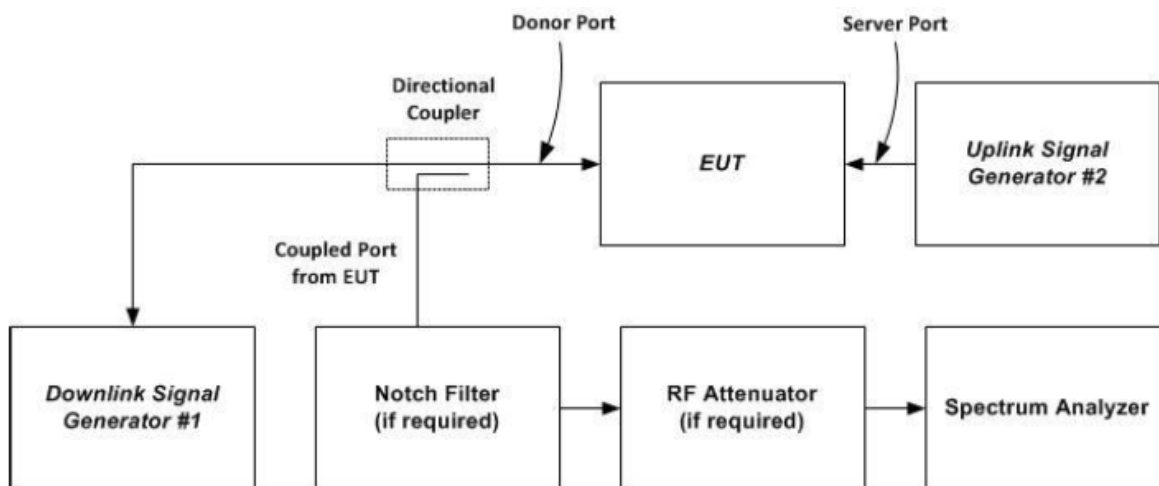 Donor Port
Server Port
Directional
Coupler
EUT
Uplink Signal
Generator #2
Coupled Port
from EUT
Downlink Signal
Generator #1
Notch Filter
(if required)
RF Attenuator
(if required)
Spectrum Analyzer